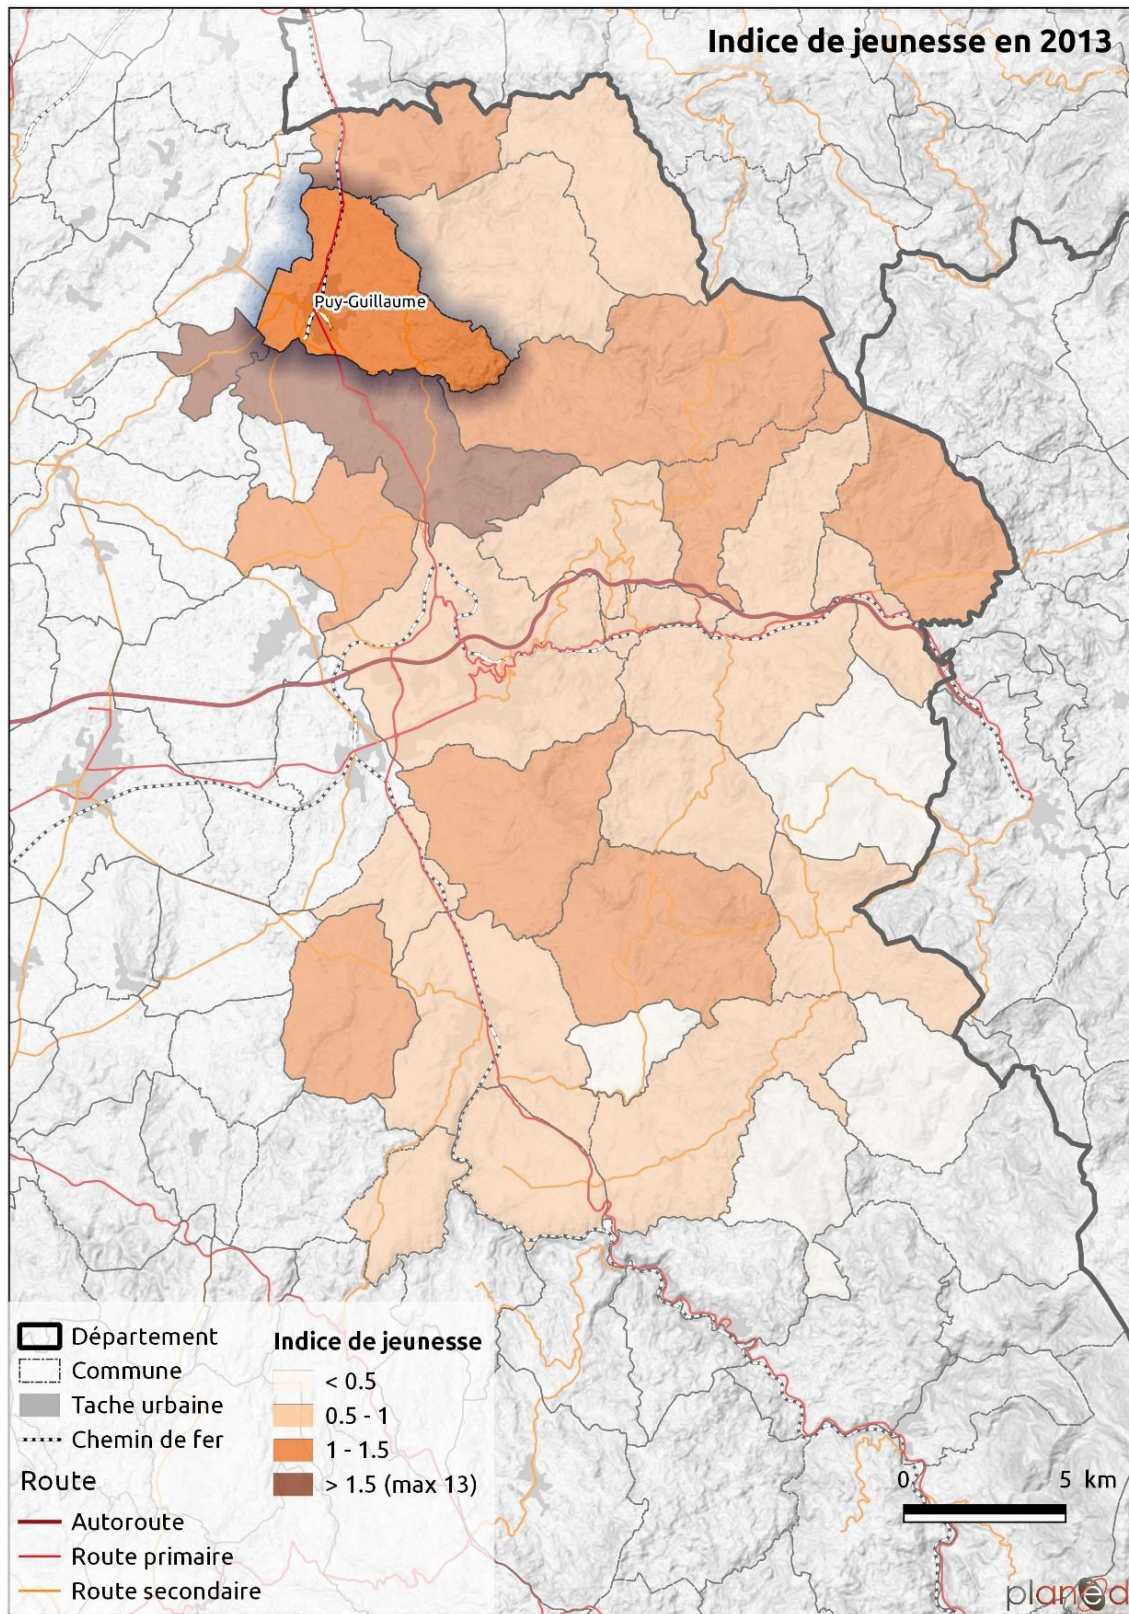 Indice de jeunesse en 2013
Puy-Guillaume
Département
Commune
Tache urbaine
Chemin de fer
Route
Autoroute
Route primaire
Route secondaire
Indice de jeunesse
< 0.5
0.5 - 1
1 - 1.5
> 1.5 (max 13)
0 5 km
planèd